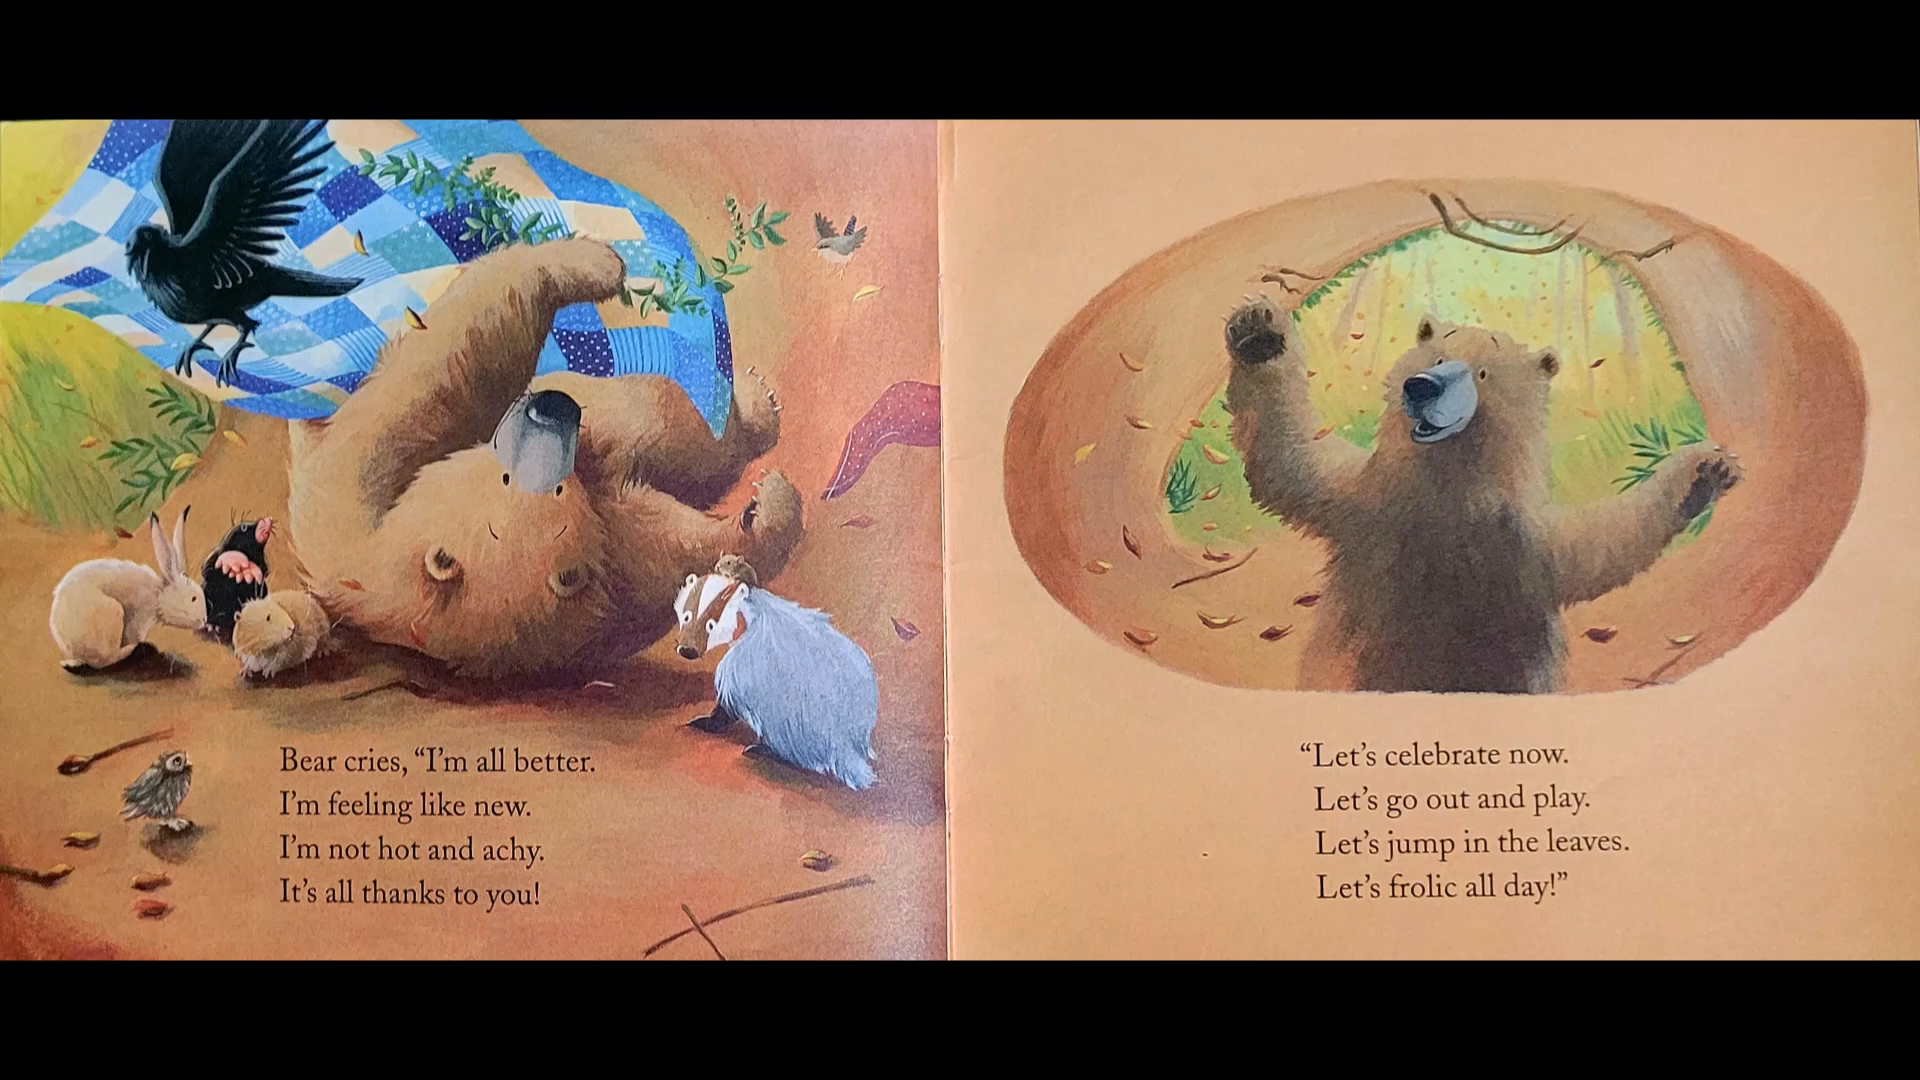 Bear cries, “I’m all better.
I’m feeling like new.
I’m not hot and achy.
It’s all thanks to you!
“Let’s celebrate now.
Let’s go out and play.
Let’s jump in the leaves.
Let’s frolic all day!”